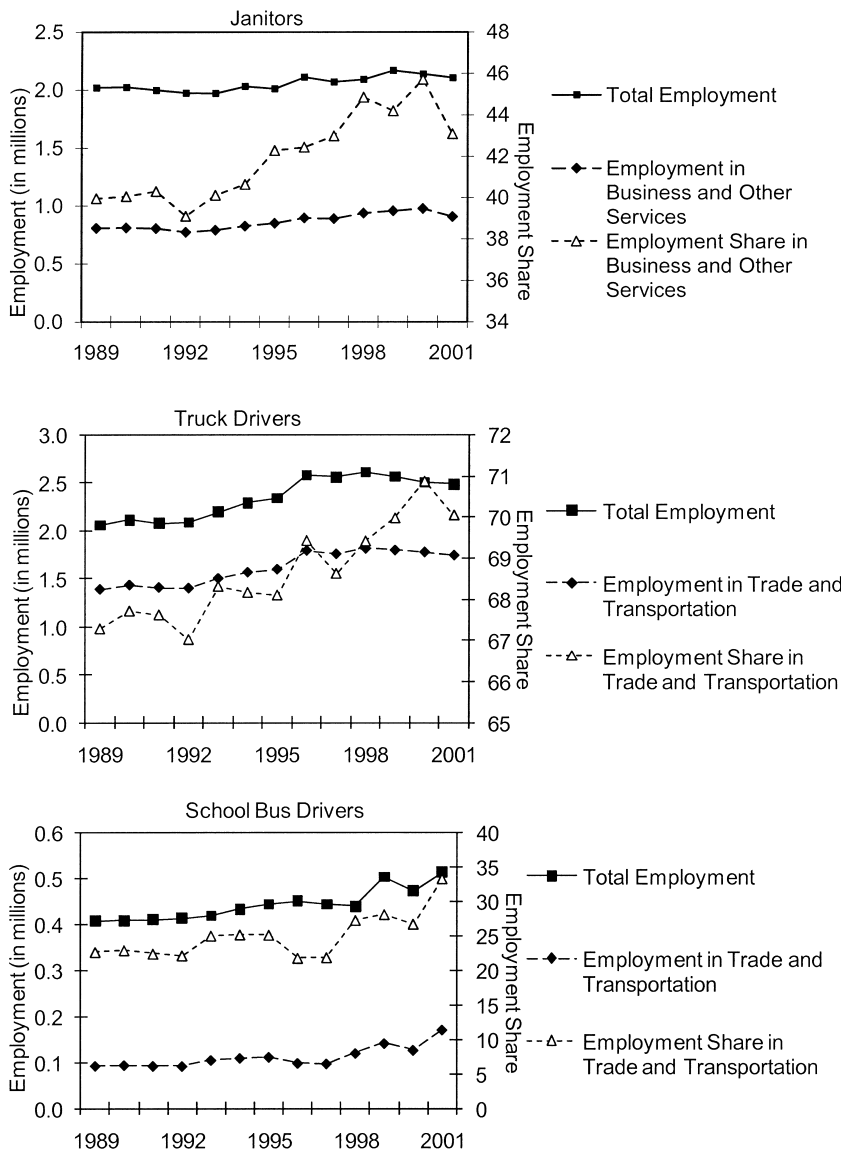 Janitors
Employment (in millions)
2.5
2.0
1.5
1.0
0.5
0.0
48
46
44
42
40
38
36
34
Employment Share
1989 1992 1995 1998 2001
Total Employment
Employment in
Business and Other
Services
Employment Share in
Business and Other
Services
Truck Drivers
Employment (in millions)
3.0
2.5
2.0
1.5
1.0
0.5
0.0
72
71
70
69
68
67
66
65
Employment Share
1989 1992 1995 1998 2001
Total Employment
Employment in Trade and
Transportation
Employment Share in
Trade and Transportation
School Bus Drivers
Employment (in millions)
0.6
0.5
0.4
0.3
0.2
0.1
0.0
40
35
30
25
20
15
10
5
0
Employment Share
1989 1992 1995 1998 2001
Total Employment
Employment in Trade and
Transportation
Employment Share in
Trade and Transportation